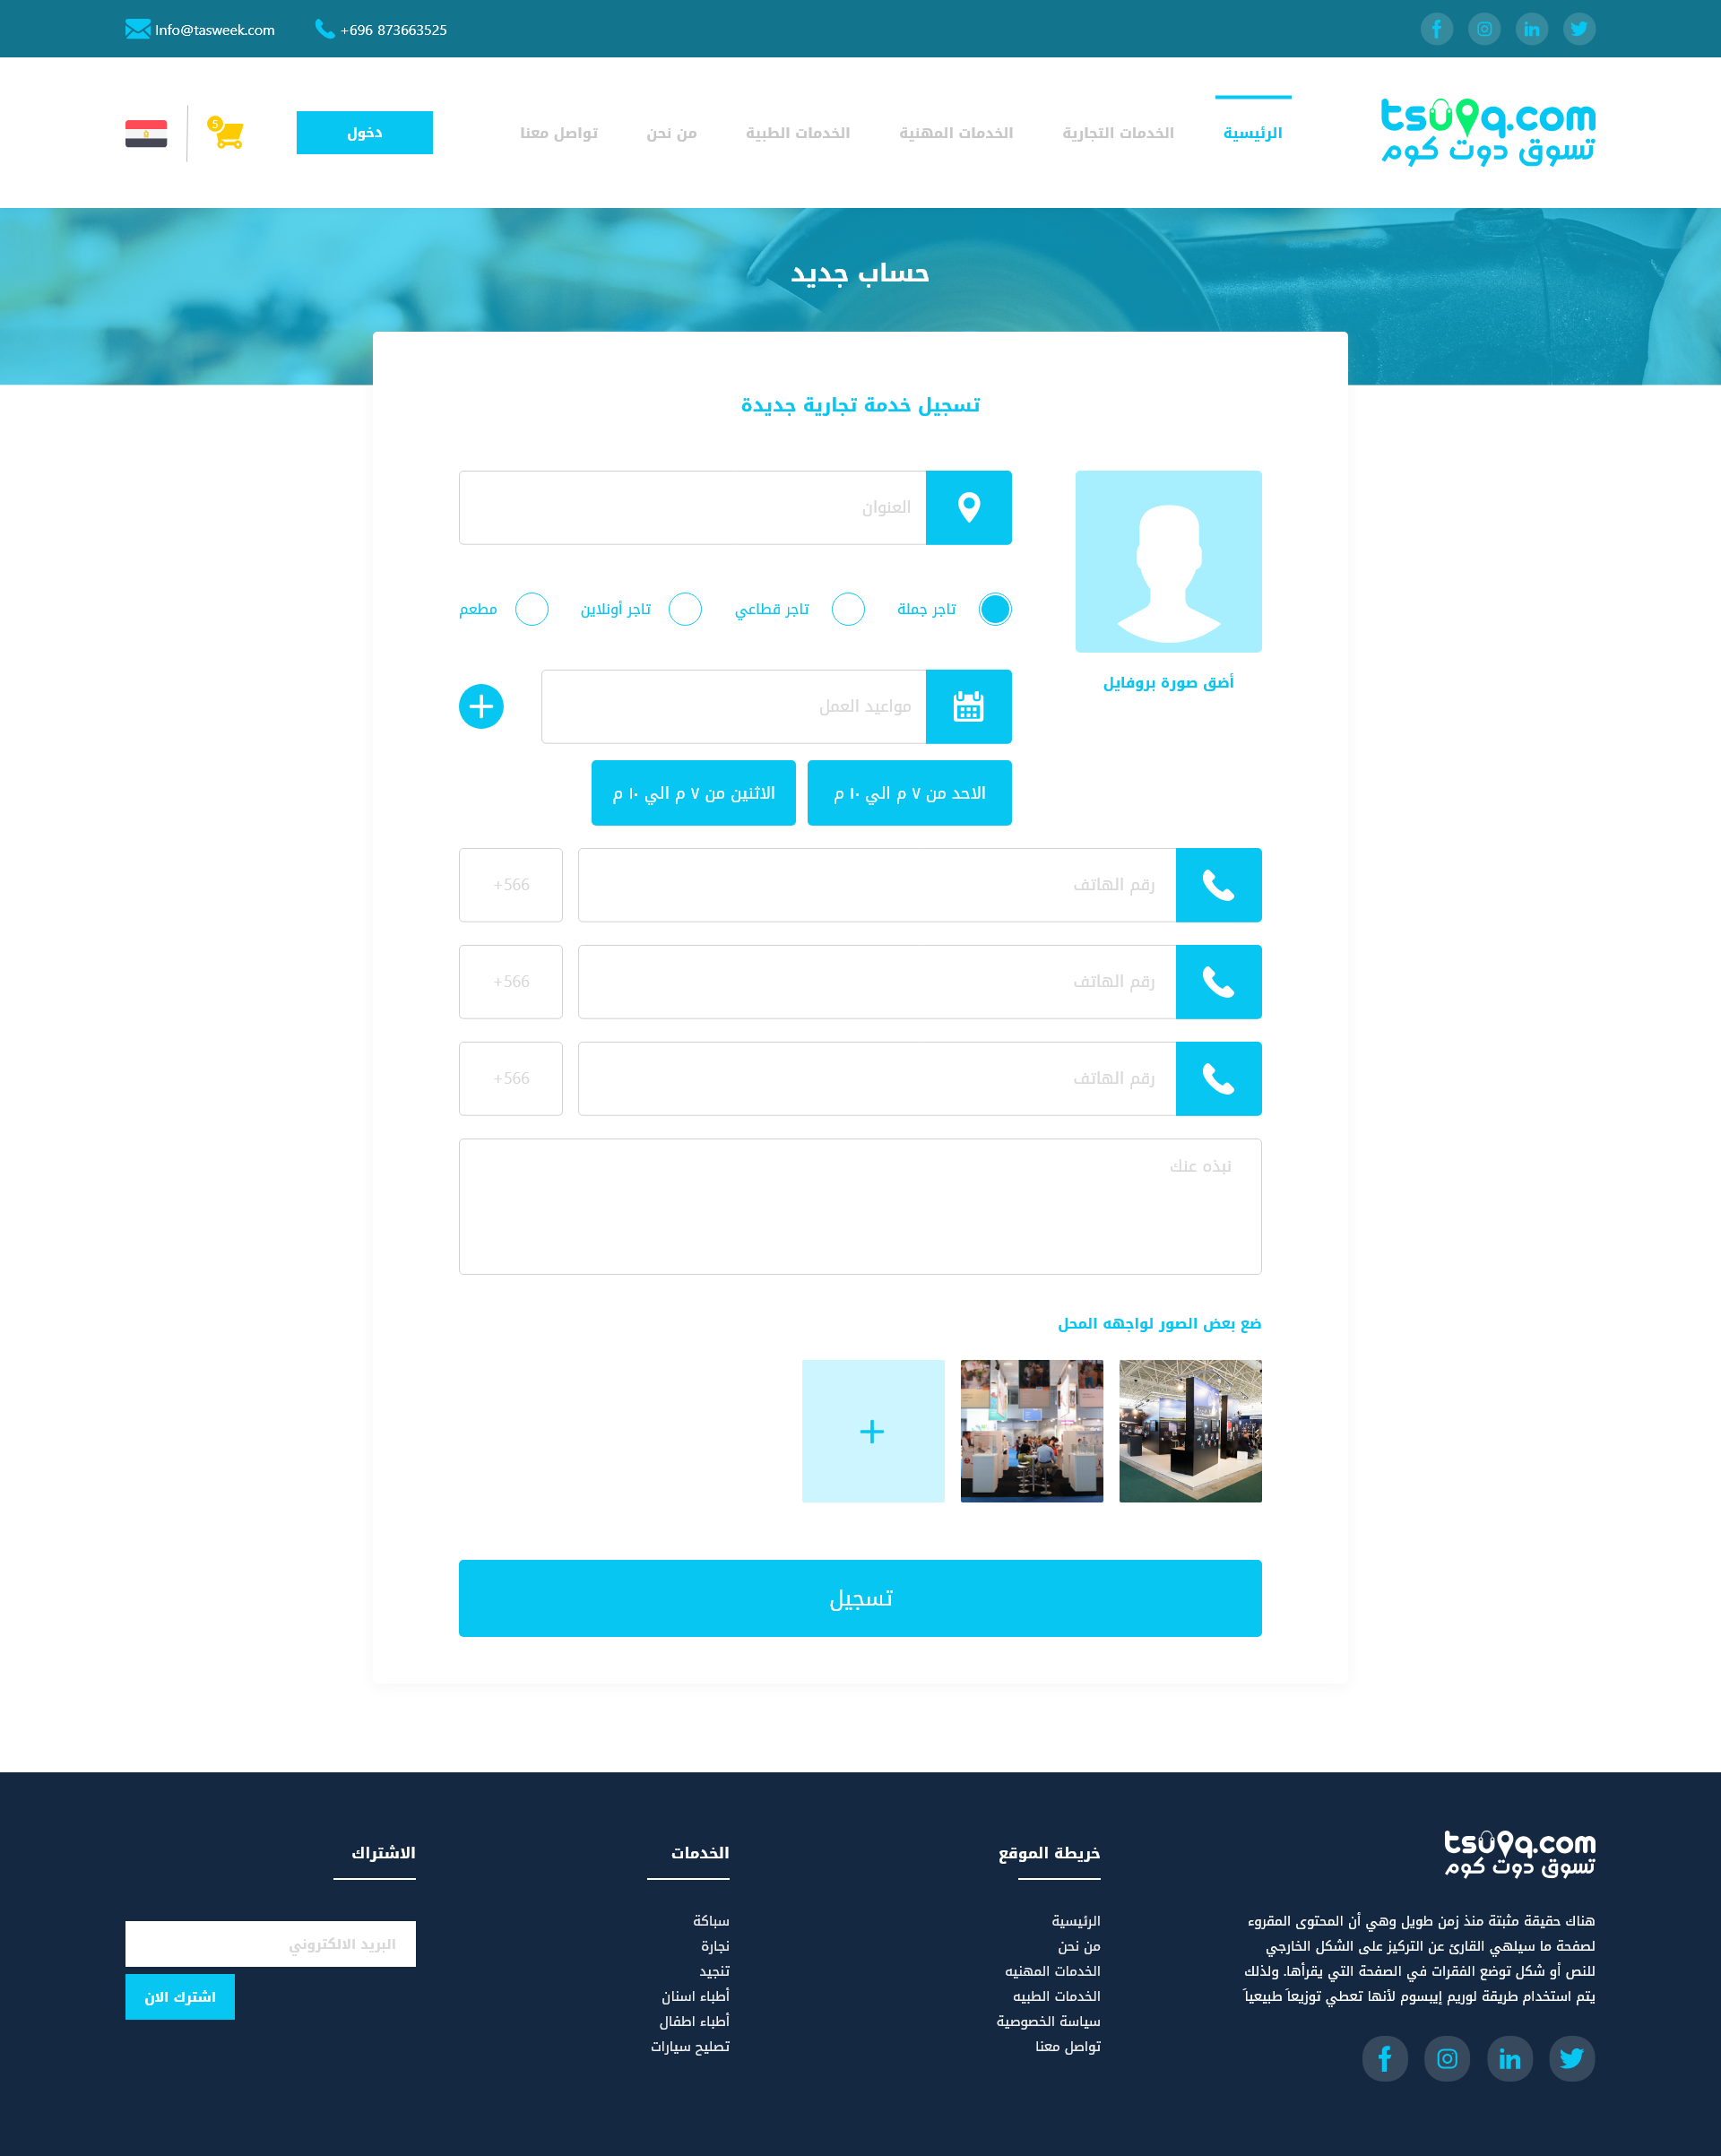 Info@tasweek.com
+696 873663525
tsuq.com
تسوق دوت كوم
الرئيسية
الخدمات التجارية
الخدمات المهنية
الخدمات الطبية
من نحن
تواصل معنا
دخول
5
حساب جديد
تسجيل خدمة تجارية جديدة
أضق صورة بروفايل
العنوان
تاجر جملة
تاجر قطاعي
تاجر أونلاين
مطعم
مواعيد العمل
الاحد من ٧ م الي ١٠ م
الاثنين من ٧ م الي ١٠ م
رقم الهاتف
+566
رقم الهاتف
+566
رقم الهاتف
+566
نبذه عنك
ضع بعض الصور لواجهه المحل
تسجيل
tsuq.com
تسوق دوت كوم
هناك حقيقة مثبتة منذ زمن طويل وهي أن المحتوى المقروء
لصفحة ما سيلهي القارئ عن التركيز على الشكل الخارجي
للنص أو شكل توضع الفقرات في الصفحة التي يقرأها. ولذلك
يتم استخدام طريقة لوريم إيبسوم لأنها تعطي توزيعاَ طبيعياَ
خريطة الموقع
الرئيسية
من نحن
الخدمات المهنيه
الخدمات الطبيه
سياسة الخصوصية
تواصل معنا
الخدمات
سباكة
نجارة
تنجيد
أطباء اسنان
أطباء اطفال
تصليح سيارات
الاشتراك
البريد الالكتروني
اشترك الان